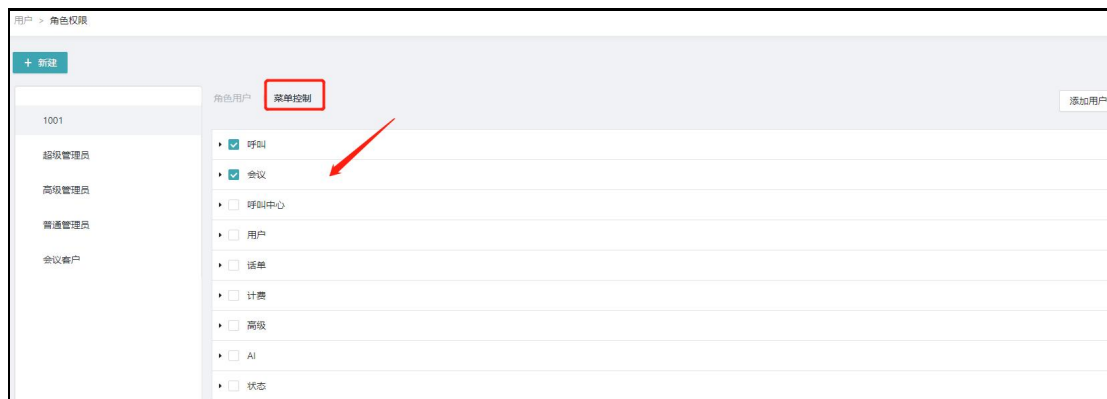 用户 > 角色权限
+ 新建
角色用户 菜单控制
添加用户
1001
超级管理员
高级管理员
普通管理员
会议客户
呼叫
会议
呼叫中心
用户
话单
计费
高级
AI
状态